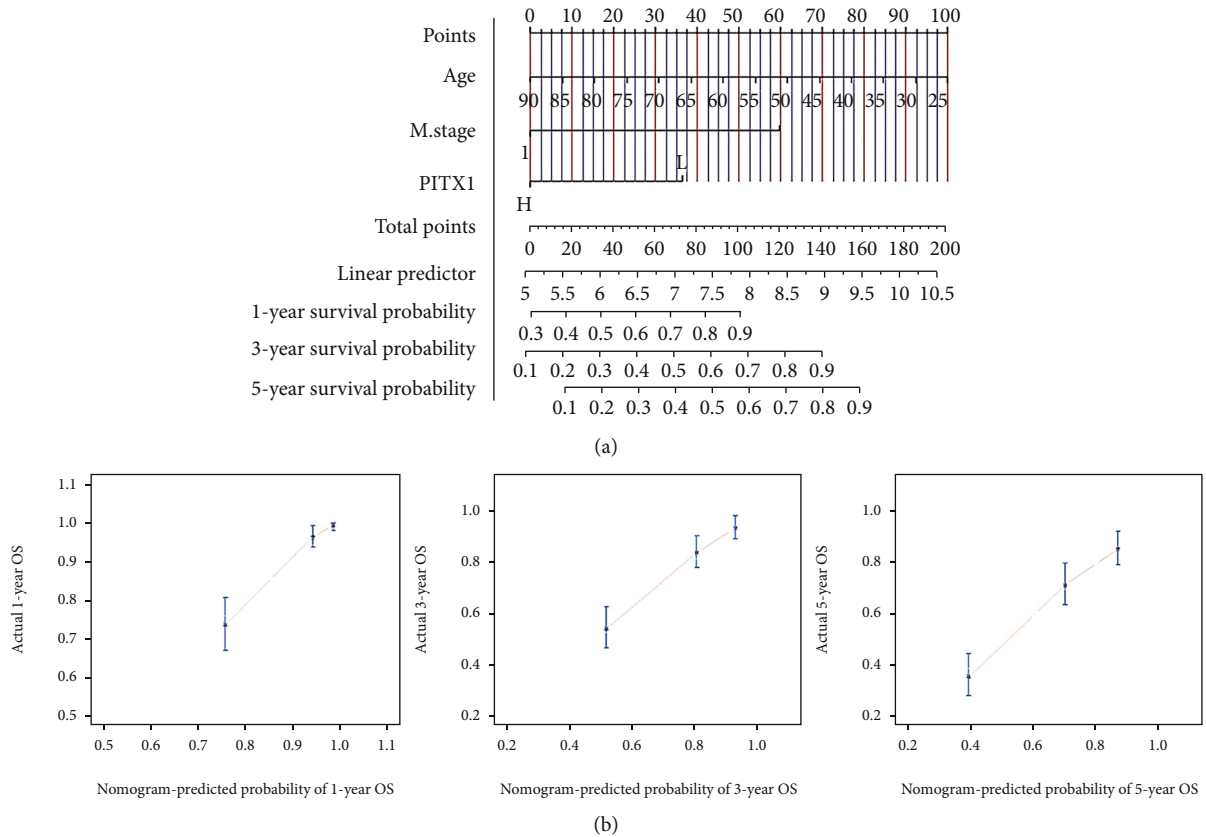 0 10 20 30 40 50 60 70 80 90 100
Points
Age
90 85 80 75 70 65 60 55 50 45 40 35 30 25
M.stage
1
L
PITX1
H
Total points
0 20 40 60 80 100 120 140 160 180 200
Linear predictor
5 5.5 6 6.5 7 7.5 8 8.5 9 9.5 10 10.5
1-year survival probability
0.3 0.4 0.5 0.6 0.7 0.8 0.9
3-year survival probability
0.1 0.2 0.3 0.4 0.5 0.6 0.7 0.8 0.9
5-year survival probability
0.1 0.2 0.3 0.4 0.5 0.6 0.7 0.8 0.9
(a)
Actual 1-year OS
1.1
1.0
0.9
0.8
0.7
0.6
0.5
0.5 0.6 0.7 0.8 0.9 1.0 1.1
Nomogram-predicted probability of 1-year OS
Actual 3-year OS
1.0
0.8
0.6
0.4
0.2
0.2 0.4 0.6 0.8 1.0
Nomogram-predicted probability of 3-year OS
Actual 5-year OS
1.0
0.8
0.6
0.4
0.2
0.2 0.4 0.6 0.8 1.0
Nomogram-predicted probability of 5-year OS
(b)